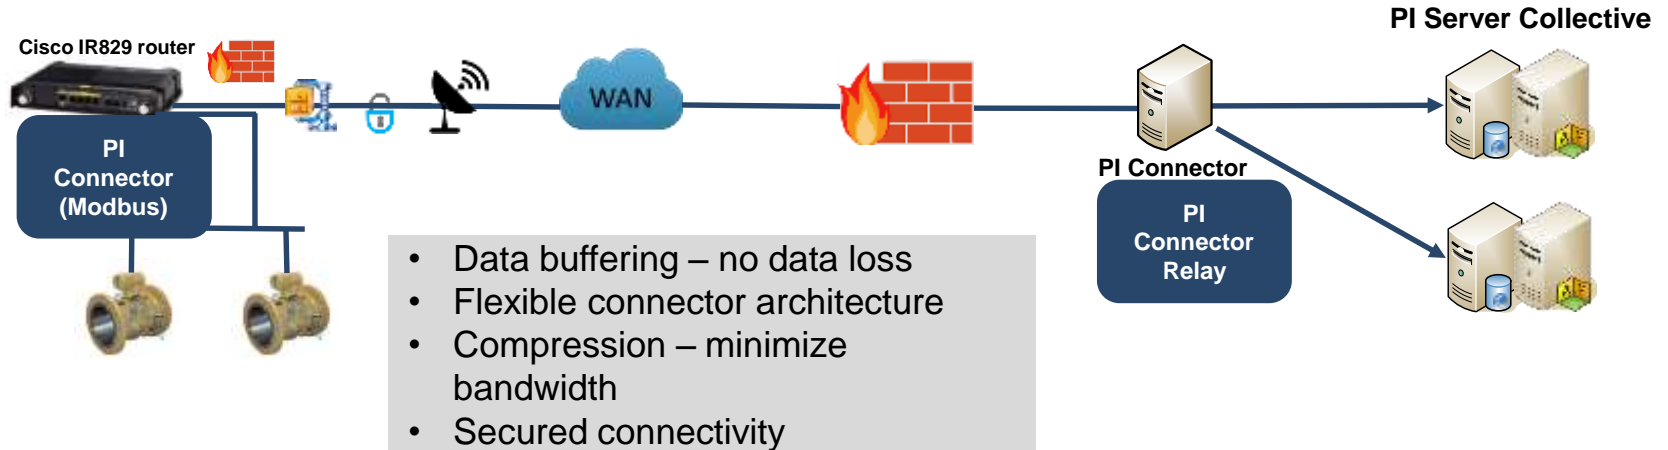 PI Server Collective
Cisco IR829 router
WAN
PI
Connector
(Modbus)
PI Connector
PI
Connector
Relay
• Data buffering – no data loss
• Flexible connector architecture
• Compression – minimize
bandwidth
• Secured connectivity